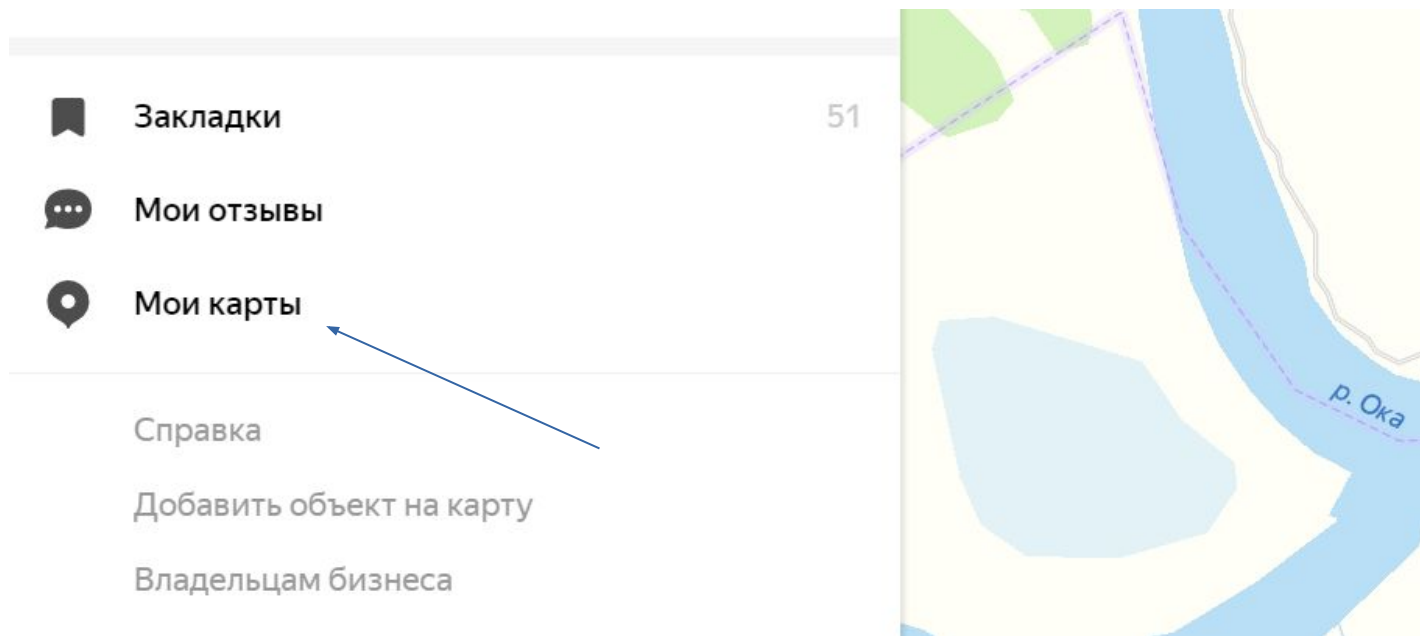 Закладки 51
Мои отзывы
Мои карты
Справка
Добавить объект на карту
Владельцам бизнеса
р. Ока